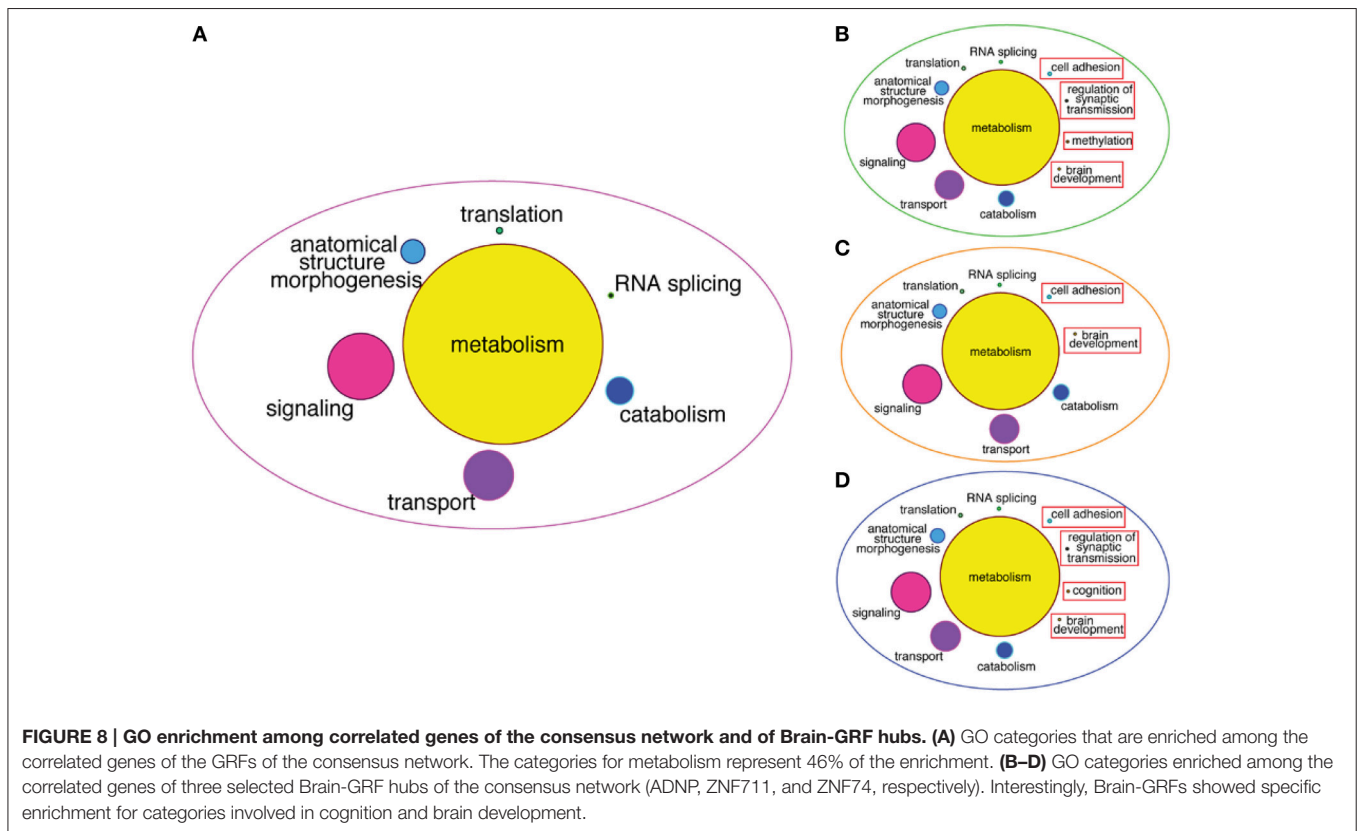 A
translation
anatomical
structure
morphogenesis
RNA splicing
metabolism
signaling
catabolism
transport
B
RNA splicing
translation
cell adhesion
anatomical
structure
morphogenesis
regulation of
synaptic
transmission
metabolism
methylation
signaling
brain
development
transport
catabolism
C
RNA splicing
translation
cell adhesion
anatomical
structure
morphogenesis
brain
development
metabolism
signaling
catabolism
transport
D
RNA splicing
translation
cell adhesion
anatomical
structure
morphogenesis
regulation of
synaptic
transmission
metabolism
cognition
signaling
brain
development
transport
catabolism
FIGURE 8 | GO enrichment among correlated genes of the consensus network and of Brain-GRF hubs. (A) GO categories that are enriched among the
correlated genes of the GRFs of the consensus network. The categories for metabolism represent 46% of the enrichment. (B–D) GO categories enriched among the
correlated genes of three selected Brain-GRF hubs of the consensus network (ADNP, ZNF711, and ZNF74, respectively). Interestingly, Brain-GRFs showed specific
enrichment for categories involved in cognition and brain development.